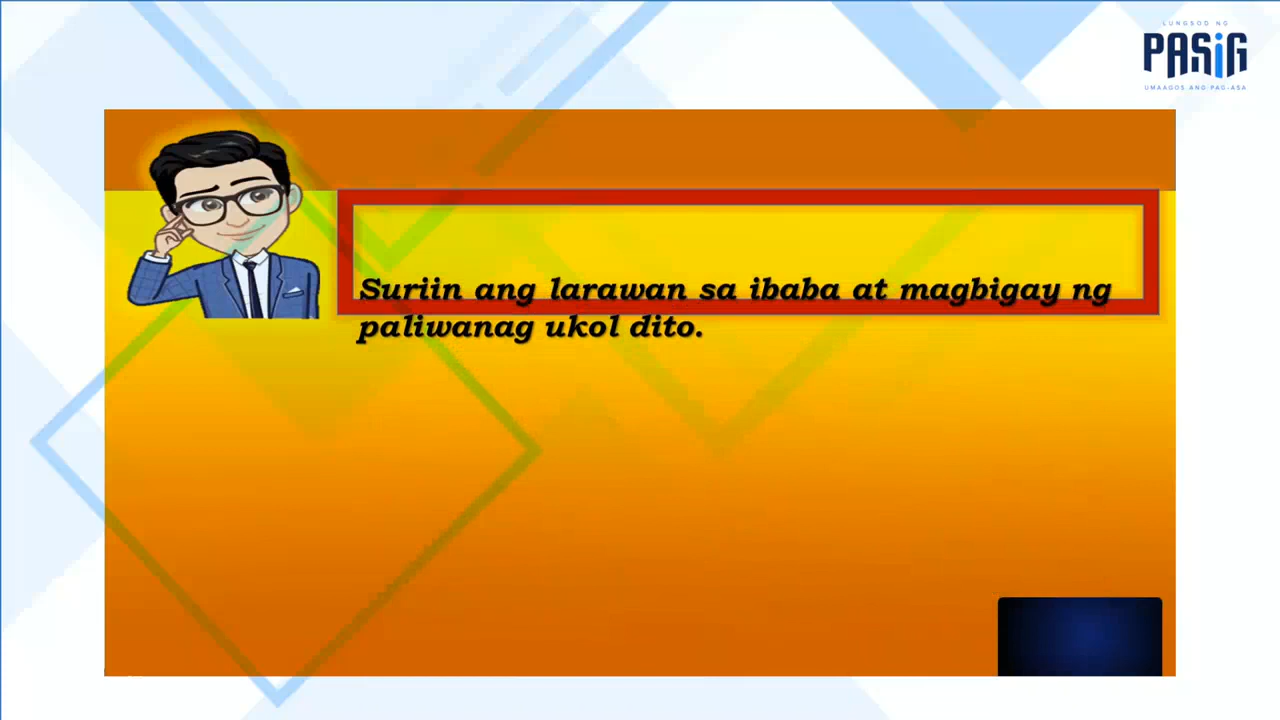 LUNGSOD NG
PASiG
UMAAGOS ANG PAG-ASA
Suriin ang larawan sa ibaba at magbigay ng
paliwanag ukol dito.